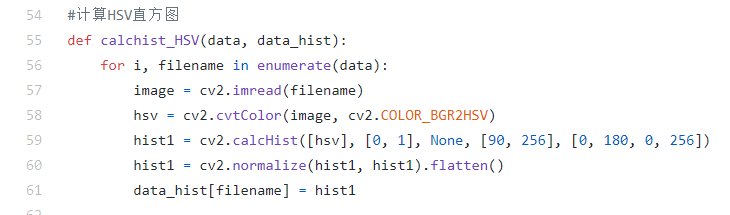 54 #计算HSV直方图
55 def calchist_HSV(data, data_hist):
56     for i, filename in enumerate(data):
57         image = cv2.imread(filename)
58         hsv = cv2.cvtColor(image, cv2.COLOR_BGR2HSV)
59         hist1 = cv2.calcHist([hsv], [0, 1], None, [90, 256], [0, 180, 0, 256])
60         hist1 = cv2.normalize(hist1, hist1).flatten()
61         data_hist[filename] = hist1
62